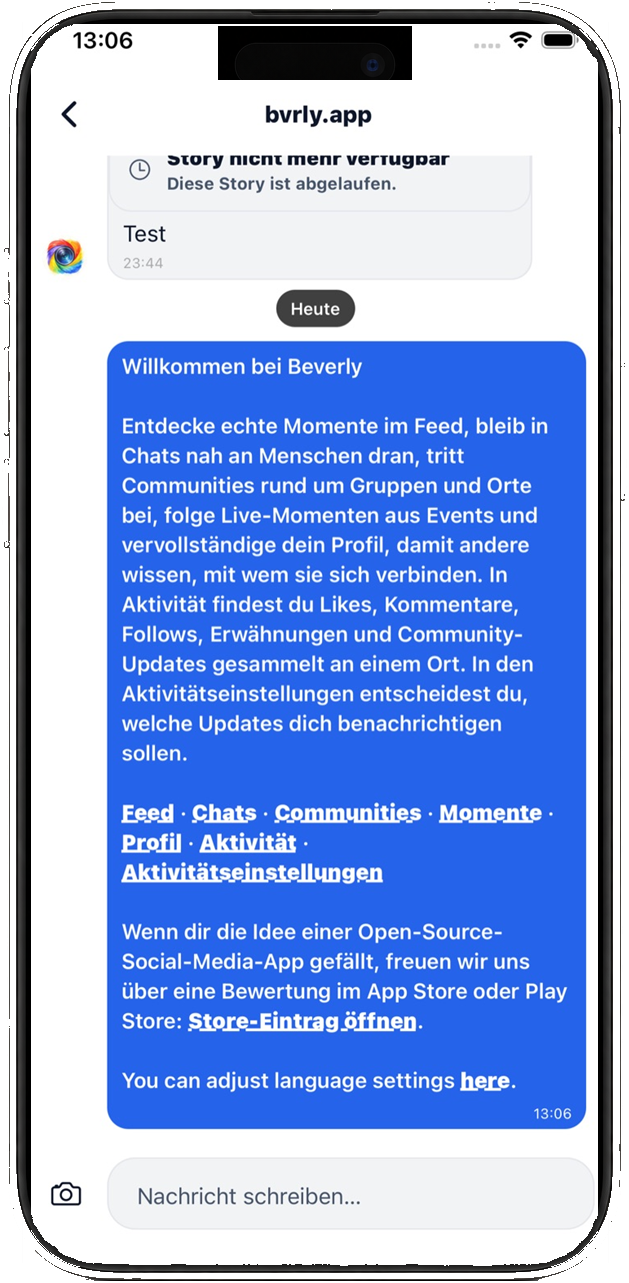 13:06
bvrly.app
Story nicht mehr verfügbar
Diese Story ist abgelaufen.
Test
23:44
Heute
Willkommen bei Beverly
Entdecke echte Momente im Feed, bleib in
Chats nah an Menschen dran, tritt
Communities rund um Gruppen und Orte
bei, folge Live-Momenten aus Events und
vervollständige dein Profil, damit andere
wissen, mit wem sie sich verbinden. In
Aktivität findest du Likes, Kommentare,
Follows, Erwähnungen und Community-
Updates gesammelt an einem Ort. In den
Aktivitätseinstellungen entscheidest du,
welche Updates dich benachrichtigen
sollen.
Feed · Chats · Communities · Momente ·
Profil · Aktivität ·
Aktivitätseinstellungen
Wenn dir die Idee einer Open-Source-
Social-Media-App gefällt, freuen wir uns
über eine Bewertung im App Store oder Play
Store: Store-Eintrag öffnen.
You can adjust language settings here.
13:06
Nachricht schreiben...